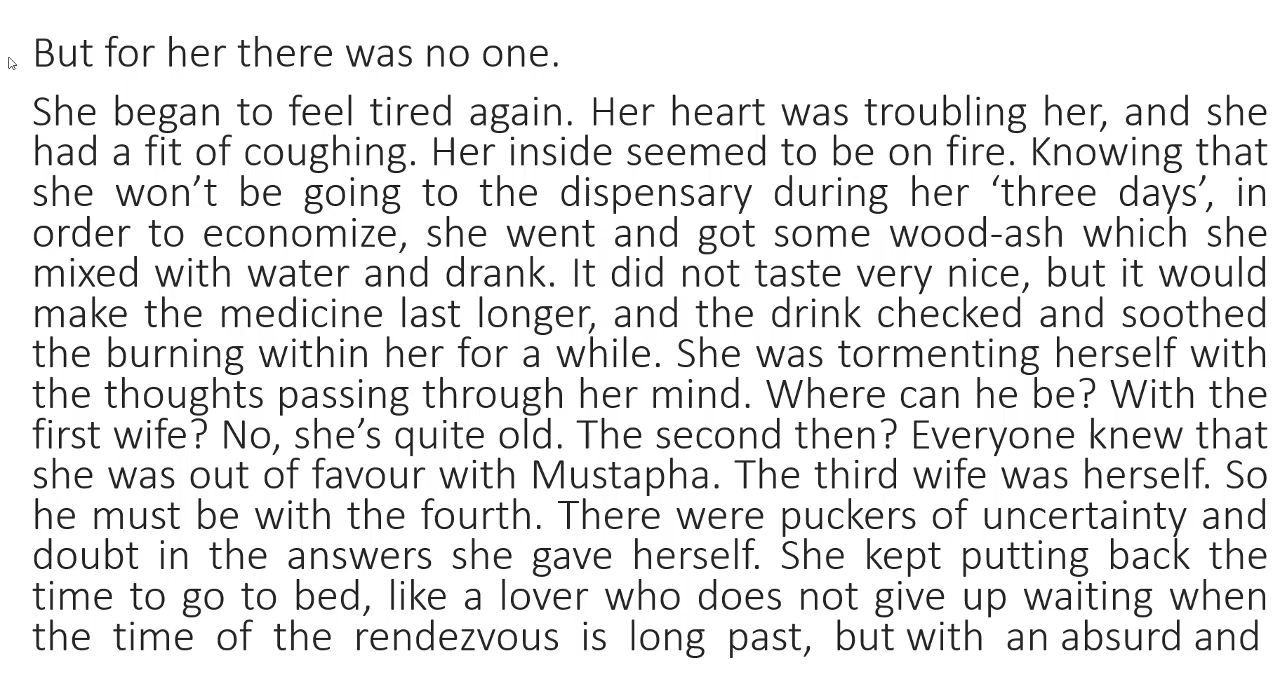 But for her there was no one.
She began to feel tired again. Her heart was troubling her, and she
had a fit of coughing. Her inside seemed to be on fire. Knowing that
she won’t be going to the dispensary during her ‘three days’, in
order to economize, she went and got some wood-ash which she
mixed with water and drank. It did not taste very nice, but it would
make the medicine last longer, and the drink checked and soothed
the burning within her for a while. She was tormenting herself with
the thoughts passing through her mind. Where can he be? With the
first wife? No, she’s quite old. The second then? Everyone knew that
she was out of favour with Mustapha. The third wife was herself. So
he must be with the fourth. There were puckers of uncertainty and
doubt in the answers she gave herself. She kept putting back the
time to go to bed, like a lover who does not give up waiting when
the time of the rendezvous is long past, but with an absurd and